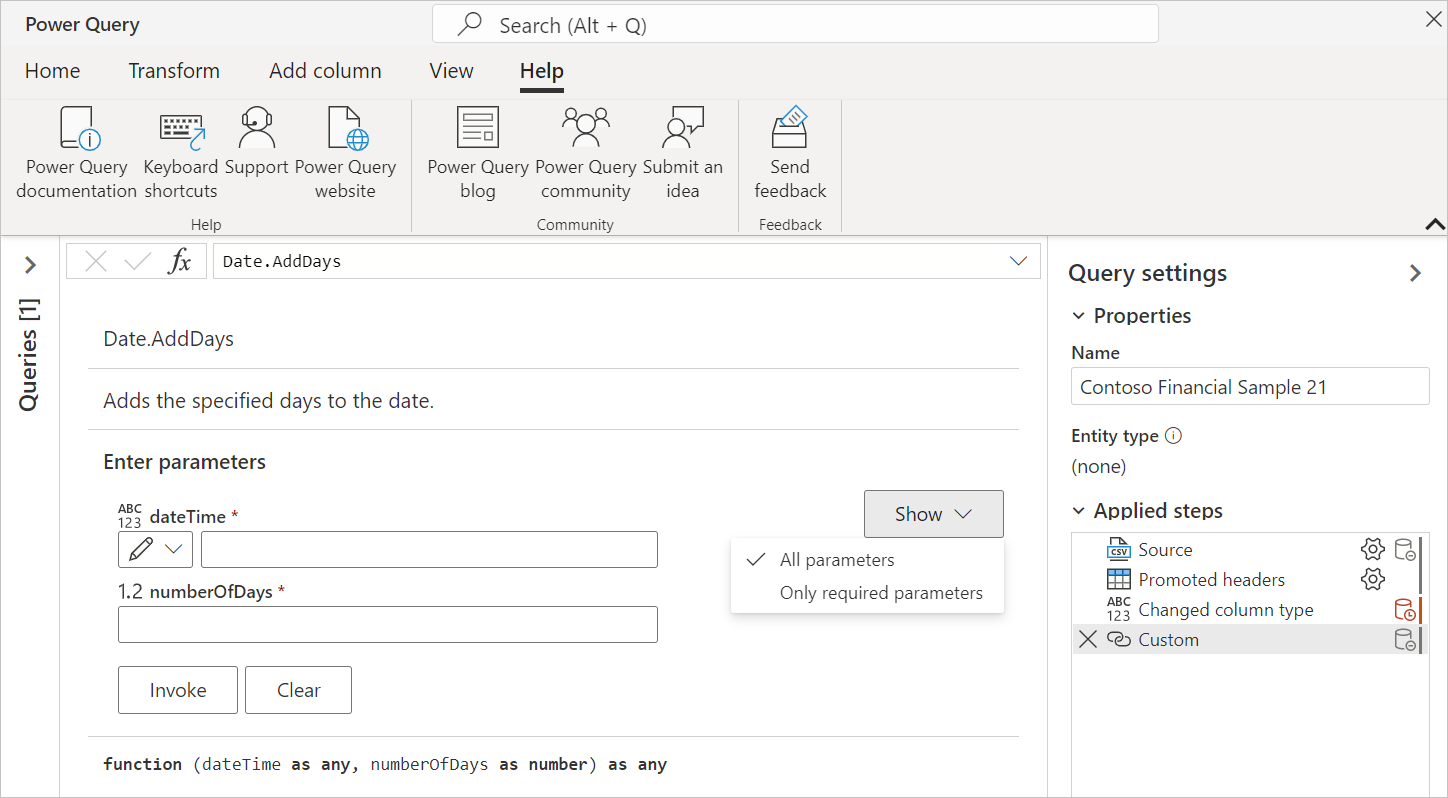 Power Query
Search (Alt + Q)
Home Transform Add column View Help
Power Query documentation
Keyboard shortcuts
Support
Power Query website
Help
Power Query blog
Power Query community
Submit an idea
Community
Send feedback
Feedback
Queries [1]
fx
Date.AddDays
Date.AddDays
Adds the specified days to the date.
Enter parameters
ABC
123 dateTime *
1.2 numberOfDays *
Show
All parameters
Only required parameters
Invoke Clear
function (dateTime as any, numberOfDays as number) as any
Query settings
Properties
Name
Contoso Financial Sample 21
Entity type
(none)
Applied steps
CSV Source
Promoted headers
ABC
123 Changed column type
Custom